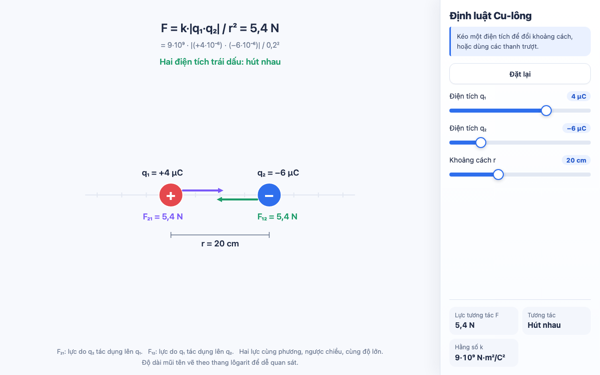 F = k·|q₁·q₂| / r² = 5,4 N
= 9·10⁹ · |(+4·10⁻⁶) · (−6·10⁻⁶)| / 0,2²
Hai điện tích trái dấu: hút nhau
q₁ = +4 μC
q₂ = −6 μC
+
−
F₂₁ = 5,4 N
F₁₂ = 5,4 N
r = 20 cm
F₂₁: lực do q₂ tác dụng lên q₁. F₁₂: lực do q₁ tác dụng lên q₂. Hai lực cùng phương, ngược chiều, cùng độ lớn.
Độ dài mũi tên vẽ theo thang lôgarit để dễ quan sát.
Định luật Cu-lông
Kéo một điện tích để đổi khoảng cách,
hoặc dùng các thanh trượt.
Đặt lại
Điện tích q₁ 4 μC
Điện tích q₂ −6 μC
Khoảng cách r 20 cm
Lực tương tác F
5,4 N
Tương tác
Hút nhau
Hằng số k
9·10⁹ N·m²/C²